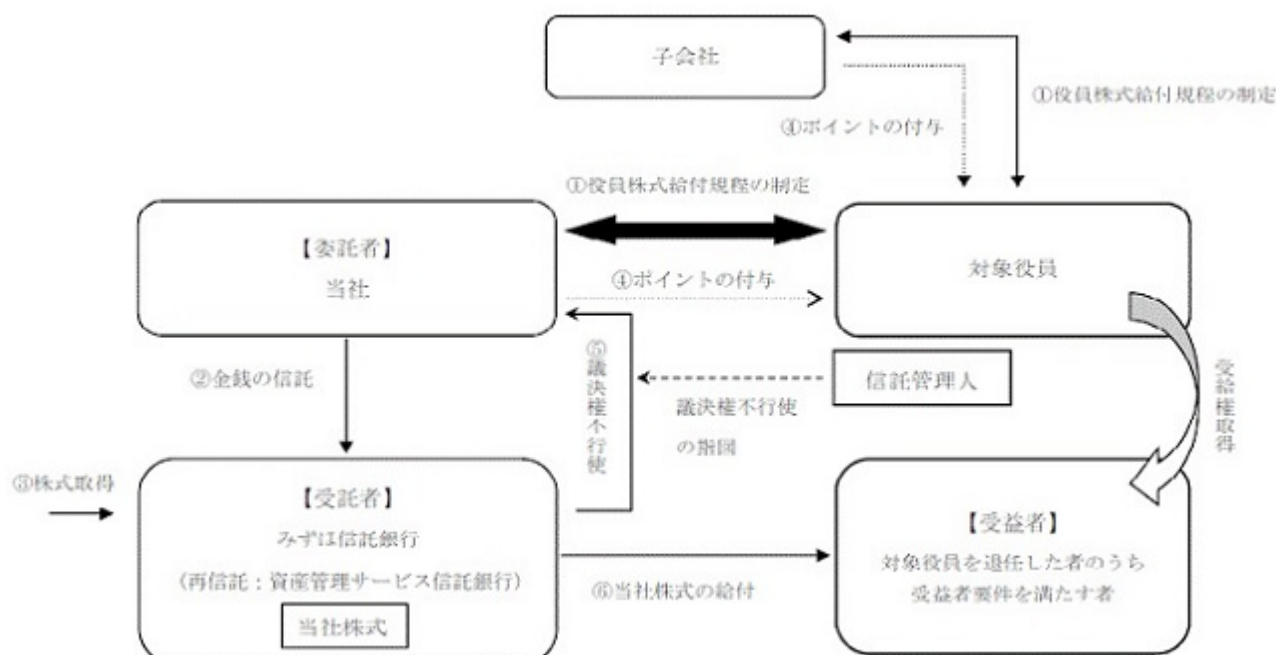 子会社
①役員株式給付規程の制定
④ポイントの付与
①役員株式給付規程の制定
【委託者】
当社
④ポイントの付与
対象役員
②金銭の信託
⑤議決権不行使
信託管理人
議決権不行使
の指図
受給権取得
③株式取得
【受託者】
みずほ信託銀行
(再信託:資産管理サービス信託銀行)
当社株式
⑥当社株式の給付
【受益者】
対象役員を退任した者のうち
受益者要件を満たす者